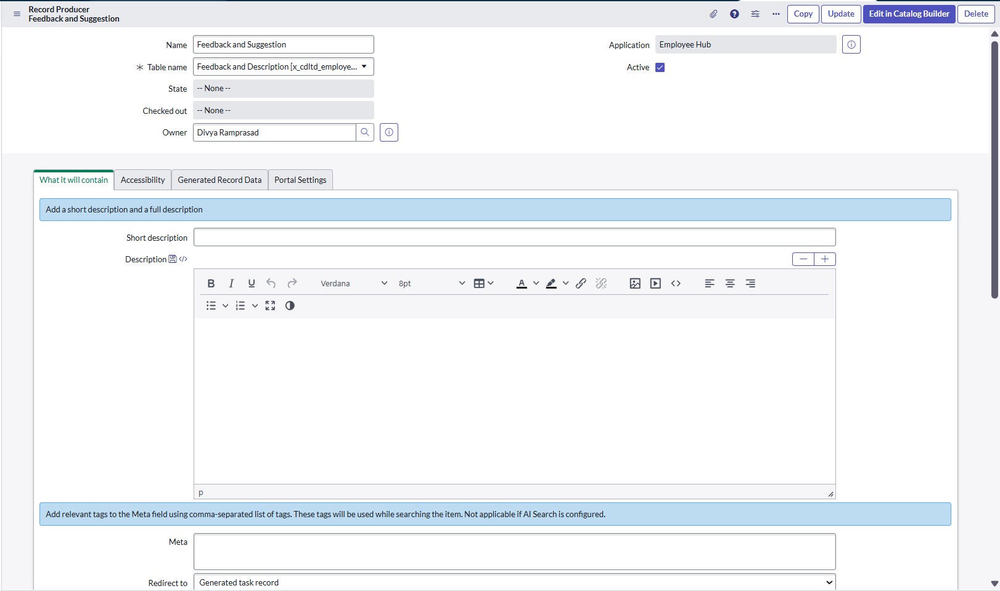 Record Producer
Feedback and Suggestion
Copy
Update
Edit in Catalog Builder
Delete
Name
Feedback and Suggestion
Application
Employee Hub
Table name
Feedback and Description [x_cdltd_employe...
Active
State
-- None --
Checked out
-- None --
Owner
Divya Ramprasad
What it will contain
Accessibility
Generated Record Data
Portal Settings
Add a short description and a full description
Short description
Description
Verdana
8pt
p
Add relevant tags to the Meta field using comma-separated list of tags. These tags will be used while searching the item. Not applicable if AI Search is configured.
Meta
Redirect to
Generated task record